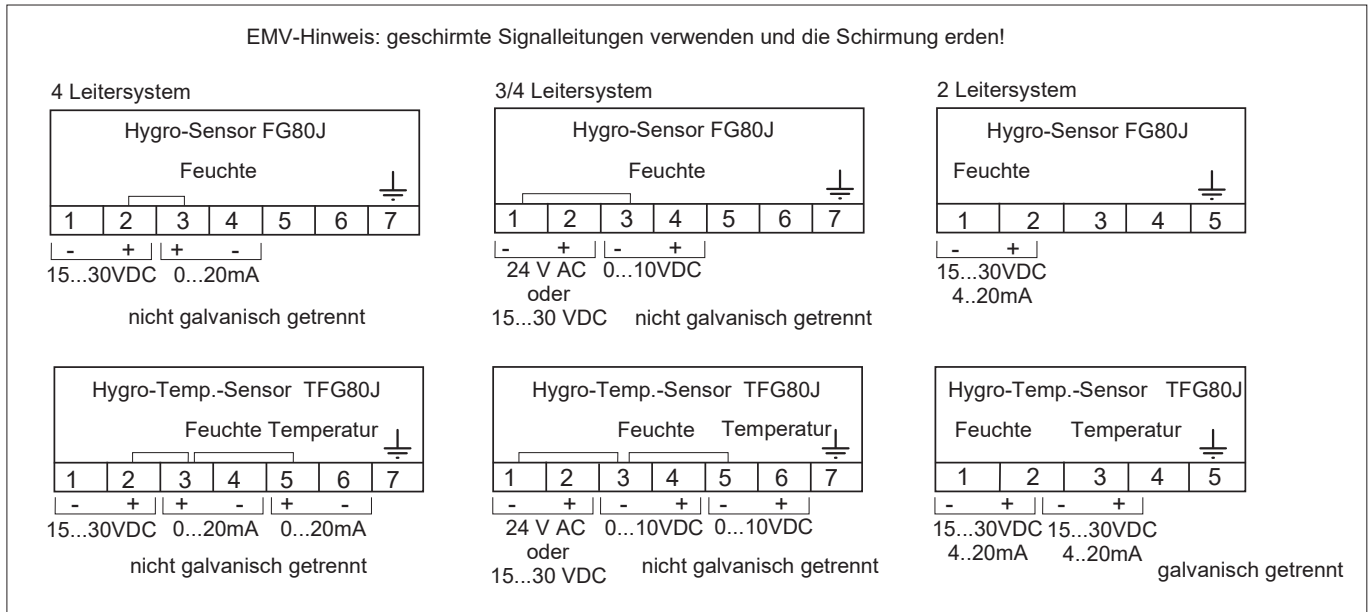 EMV-Hinweis: geschirmte Signalleitungen verwenden und die Schirmung erden!
4 Leitersystem
Hygro-Sensor FG80J
Feuchte
1 2 3 4 5 6 7
- + + -
15...30VDC 0...20mA
nicht galvanisch getrennt
3/4 Leitersystem
Hygro-Sensor FG80J
Feuchte
1 2 3 4 5 6 7
- + - +
24 V AC 0...10VDC
oder
15...30 VDC nicht galvanisch getrennt
2 Leitersystem
Hygro-Sensor FG80J
Feuchte
1 2 3 4 5
- +
15...30VDC
4..20mA
Hygro-Temp.-Sensor TFG80J
Feuchte Temperatur
1 2 3 4 5 6 7
- + + - + -
15...30VDC 0...20mA 0...20mA
nicht galvanisch getrennt
Hygro-Temp.-Sensor TFG80J
Feuchte Temperatur
1 2 3 4 5 6 7
- + - + - +
24 V AC 0...10VDC 0...10VDC
oder
15...30 VDC nicht galvanisch getrennt
Hygro-Temp.-Sensor TFG80J
Feuchte Temperatur
1 2 3 4 5
- + - +
15...30VDC 15...30VDC
4..20mA 4..20mA
galvanisch getrennt